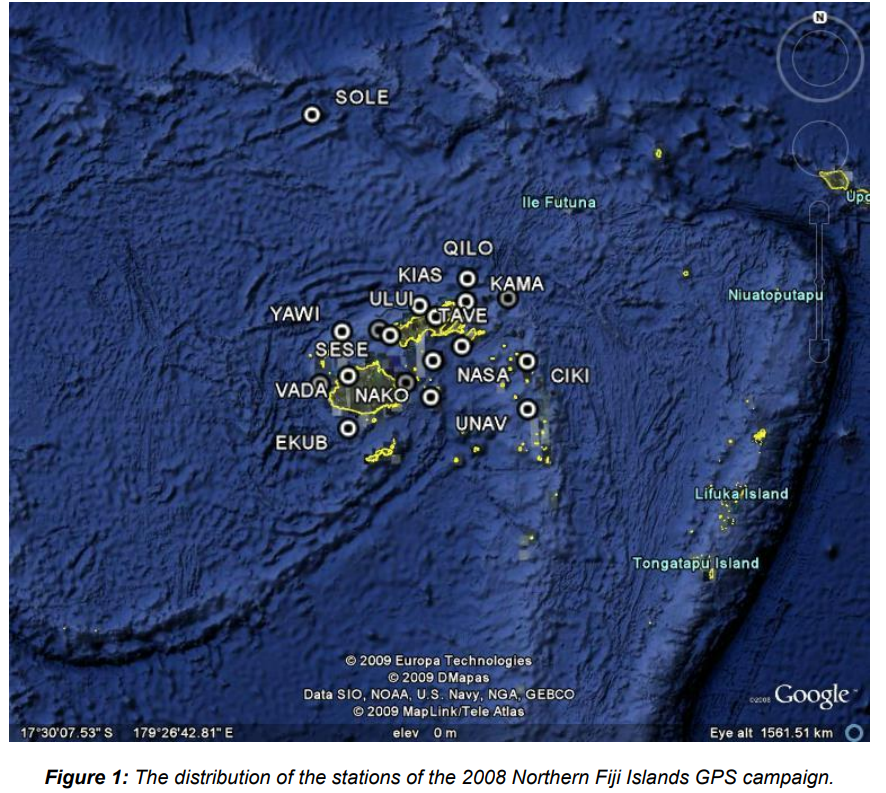 N
SOLE
Ile Futuna
QILO
KIAS
KAMA
ULUI
TAVE
YAWI
Niuatoputapu
SESE
NASA
CIKI
VADA
NAKO
UNAV
EKUB
Lifuka Island
Tongatapu Island
© 2009 Europa Technologies
© 2009 DMapas
Data SIO, NOAA, U.S. Navy, NGA, GEBCO
© 2009 MapLink/Tele Atlas
Google
17°30'07.53" S 179°26'42.81" E elev 0 m Eye alt 1561.51 km
Figure 1: The distribution of the stations of the 2008 Northern Fiji Islands GPS campaign.